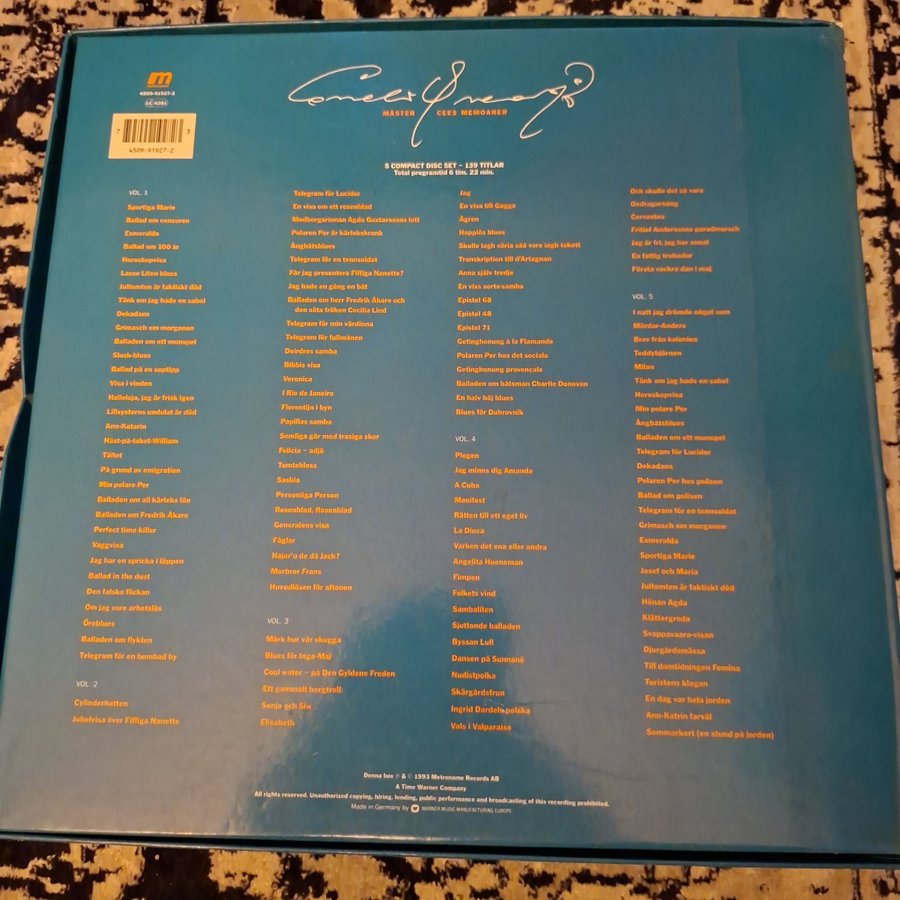 m
metronome
4509-91927-2
LC 4281
7 3
4509-91927-2
Cornelis Vreeswijk
MÄSTER CEES MEMOARER
5 COMPACT DISC SET – 139 TITLAR
Total programtid 6 tim. 22 min.
VOL. 1
Sportiga Marie
Ballad om censuren
Esmeralda
Ballad om 100 år
Horoskopvisa
Lasse Liten blues
Jultomten är faktiskt död
Tänk om jag hade en sabel
Dekadans
Grimasch om morgonen
Balladen om ett munspel
Slusk-blues
Ballad på en soptipp
Visa i vinden
Halleluja, jag är frisk igen
Lillsysterns undulat är död
Ann-Katarin
Häst-på-taket-William
Tältet
På grund av emigration
Min polare Per
Balladen om all kärleks lön
Balladen om Fredrik Åkare
Perfect time killer
Vaggvisa
Jag har en spricka i läppen
Ballad in the dust
Den falska flickan
Om jag vore arbetslös
Öreblues
Balladen om flykten
Telegram för en bombad by
VOL. 2
Cylinderhatten
Jubelvisa över Fiffiga Nanette
Telegram för Lucidor
En visa om ett rosenblad
Medborgarinnan Agda Gustavssons lott
Polaren Per är kärlekskrank
Ångbåtsblues
Telegram för en tennsoldat
Får jag presentera Fiffiga Nanette?
Jag hade en gång en båt
Balladen om herr Fredrik Åkare och
den söta fröken Cecilia Lind
Telegram för min värdinna
Telegram för fullmånen
Deirdres samba
Bibbis visa
Veronica
I Rio de Janeiro
Florentijn i byn
Papillas samba
Somliga går med trasiga skor
Felicia – adjö
Tomtebloss
Saskia
Personliga Person
Rosenblad, Rosenblad
Generalens visa
Fåglar
Hajar'u de då Jack?
Morbror Frans
Huvudlösen för aftonen
VOL. 3
Märk hur vår skugga
Blues för Inga-Maj
Cool water – på Den Gyldene Freden
Ett gammalt bergtroll
Sonja och Siw
Elisabeth
Jag
En visa till Gagga
Ågren
Hopplös blues
Skulle iagh söria såå vore iagh tokott
Transkription till d'Artagnan
Anna själv tredje
En viss sorts samba
Epistel 68
Epistel 48
Epistel 71
Getinghonung à la Flamande
Polaren Per hos det sociala
Getinghonung provençale
Balladen om båtsman Charlie Donovan
En halv böj blues
Blues för Dubrovnik
VOL. 4
Plogen
Jag minns dig Amanda
A Cuba
Manifest
Rätten till ett eget liv
La Diuca
Varken det ena eller andra
Angelita Hueneman
Fimpen
Folkets vind
Sambaliten
Sjuttonde balladen
Byssan Lull
Dansen på Sunnanö
Nudistpolka
Skärgårdsfrun
Ingrid Dardels polska
Vals i Valparaiso
Och skulle det så vara
Oxdragarsång
Cervantes
Fritiof Anderssons paradmarsch
Jag är fri, jag har sonat
En fattig trubadur
Första vackra dan i maj
VOL. 5
I natt jag drömde något som
Mördar-Anders
Brev från kolonien
Teddybjörnen
Milan
Tänk om jag hade en sabel
Horoskopvisa
Min polare Per
Ångbåtsblues
Balladen om ett munspel
Telegram för Lucidor
Dekadans
Polaren Per hos polisen
Ballad om polisen
Telegram för en tennsoldat
Grimasch om morgonen
Esmeralda
Sportiga Marie
Josef och Maria
Jultomten är faktiskt död
Hönan Agda
Klättergroda
Svappavaara-visan
Djurgårdsmässa
Till damtidningen Femina
Turistens klagan
En dag var hela jorden
Ann-Katrin farväl
Sommarkort (en stund på jorden)
Denna box ℗ & © 1993 Metronome Records AB
A Time Warner Company
All rights reserved. Unauthorized copying, hiring, lending, public performance and broadcasting of this recording prohibited.
Made in Germany by WARNER MUSIC MANUFACTURING EUROPE